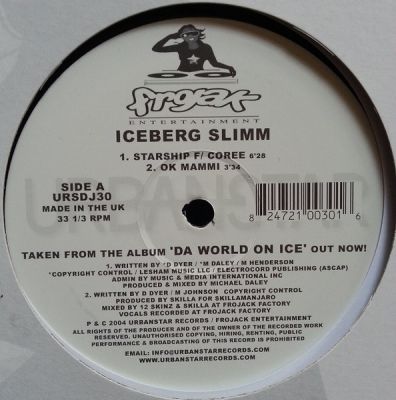 frojak
ENTERTAINMENT
ICEBERG SLIMM
1. STARSHIP F/ COREE 6'28
2. OK MAMMI 3'34
SIDE A
URSDJ30
MADE IN THE UK
33 1/3 RPM
8 24721 00301 6
URBANSTAR
TAKEN FROM THE ALBUM 'DA WORLD ON ICE' OUT NOW!
1. WRITTEN BY *D DYER / *M DALEY / M HENDERSON
*COPYRIGHT CONTROL / LESHAM MUSIC LLC / ELECTROCORD PUBLISHING (ASCAP)
ADMIN BY MUSIC & MEDIA INTERNATIONAL INC
PRODUCED & MIXED BY MICHAEL DALEY
2. WRITTEN BY D DYER / M JOHNSON COPYRIGHT CONTROL
PRODUCED BY SKILLA FOR SKILLAMANJARO
MIXED BY 12 SKINZ & SKILLA @ FROJACK FACTORY
VOCALS RECORDED AT FROJACK FACTORY
P & C 2004 URBANSTAR RECORDS / FROJACK ENTERTAINMENT
ALL RIGHTS OF THE PRODUCER AND OF THE OWNER OF THE RECORDED WORK
RESERVED. UNAUTHORISED COPYING, HIRING, RENTING, PUBLIC
PERFORMANCE & BROADCASTING OF THIS RECORD IS PROHIBITED.
EMAIL: INFO@URBANSTARRECORDS.COM
WWW.URBANSTARRECORDS.COM